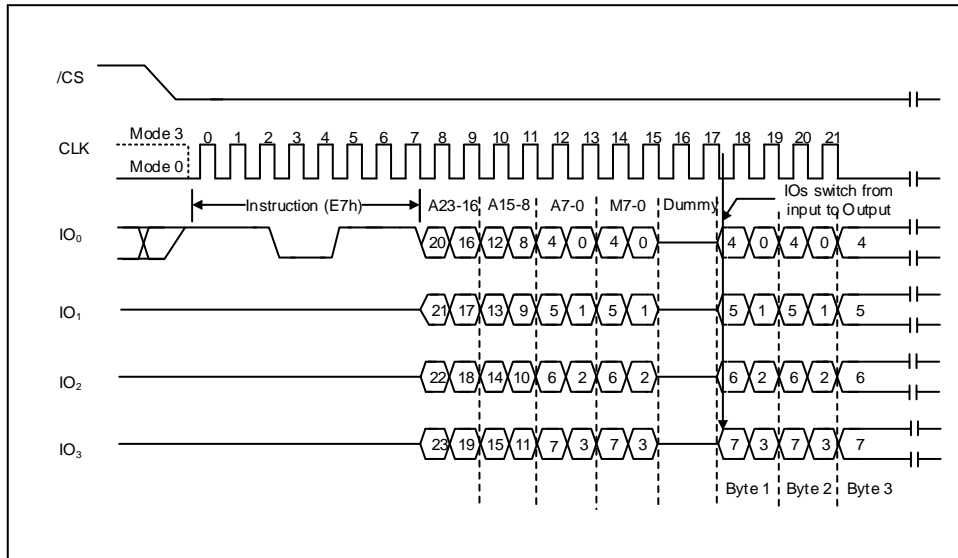 /CS
Mode 3
CLK
Mode 0
0 1 2 3 4 5 6 7 8 9 10 11 12 13 14 15 16 17 18 19 20 21
Instruction (E7h)
A23-16 A15-8 A7-0 M7-0 Dummy
IOs switch from
input to Output
IO0 20 16 12 8 4 0 4 0 4 0 4 0 4
IO1 21 17 13 9 5 1 5 1 5 1 5 1 5
IO2 22 18 14 10 6 2 6 2 6 2 6 2 6
IO3 23 19 15 11 7 3 7 3 7 3 7 3 7
Byte 1 Byte 2 Byte 3